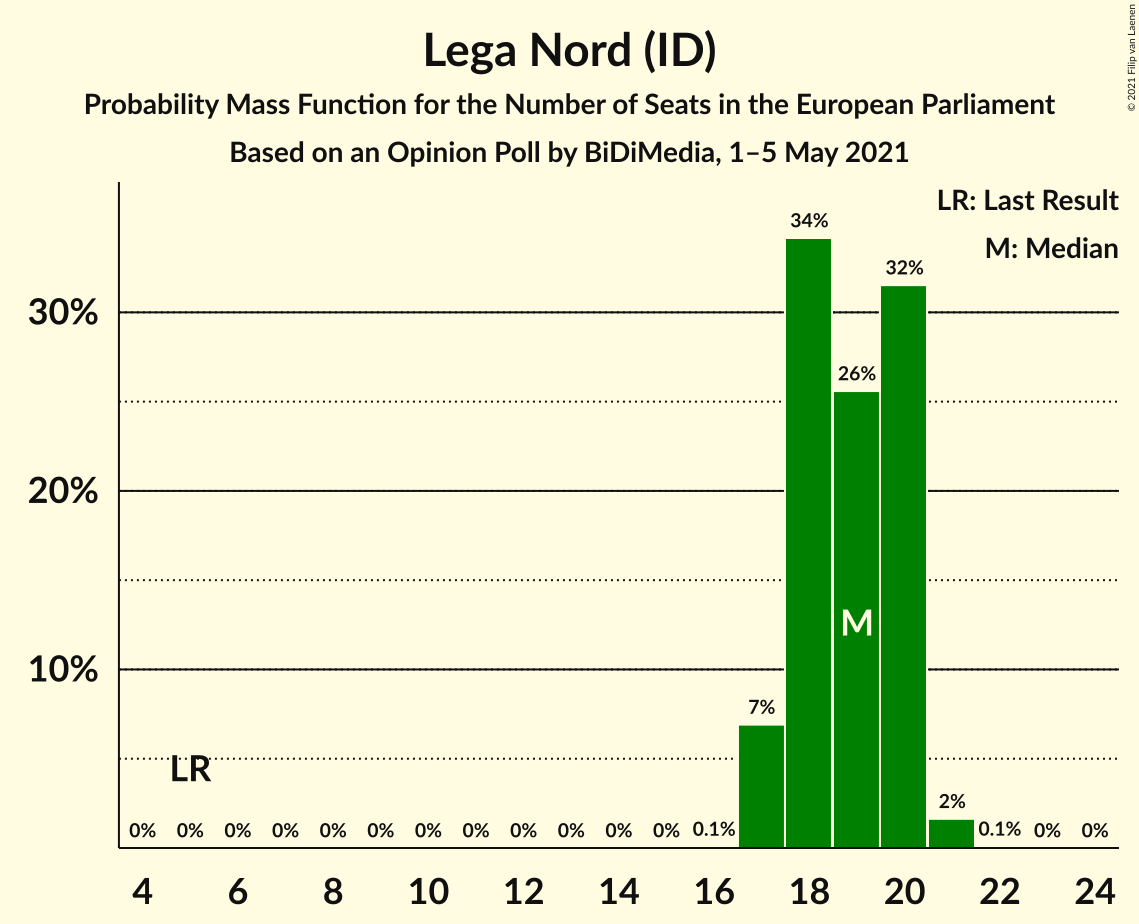 Lega Nord (ID)
Probability Mass Function for the Number of Seats in the European Parliament
Based on an Opinion Poll by BiDiMedia, 1–5 May 2021
© 2021 Filip van Laenen
LR: Last Result
M: Median
34%
32%
30%
26%
20%
M
10%
7%
LR
2%
0% 0% 0% 0% 0% 0% 0% 0% 0% 0% 0% 0% 0.1% 0.1% 0% 0%
4 6 8 10 12 14 16 18 20 22 24